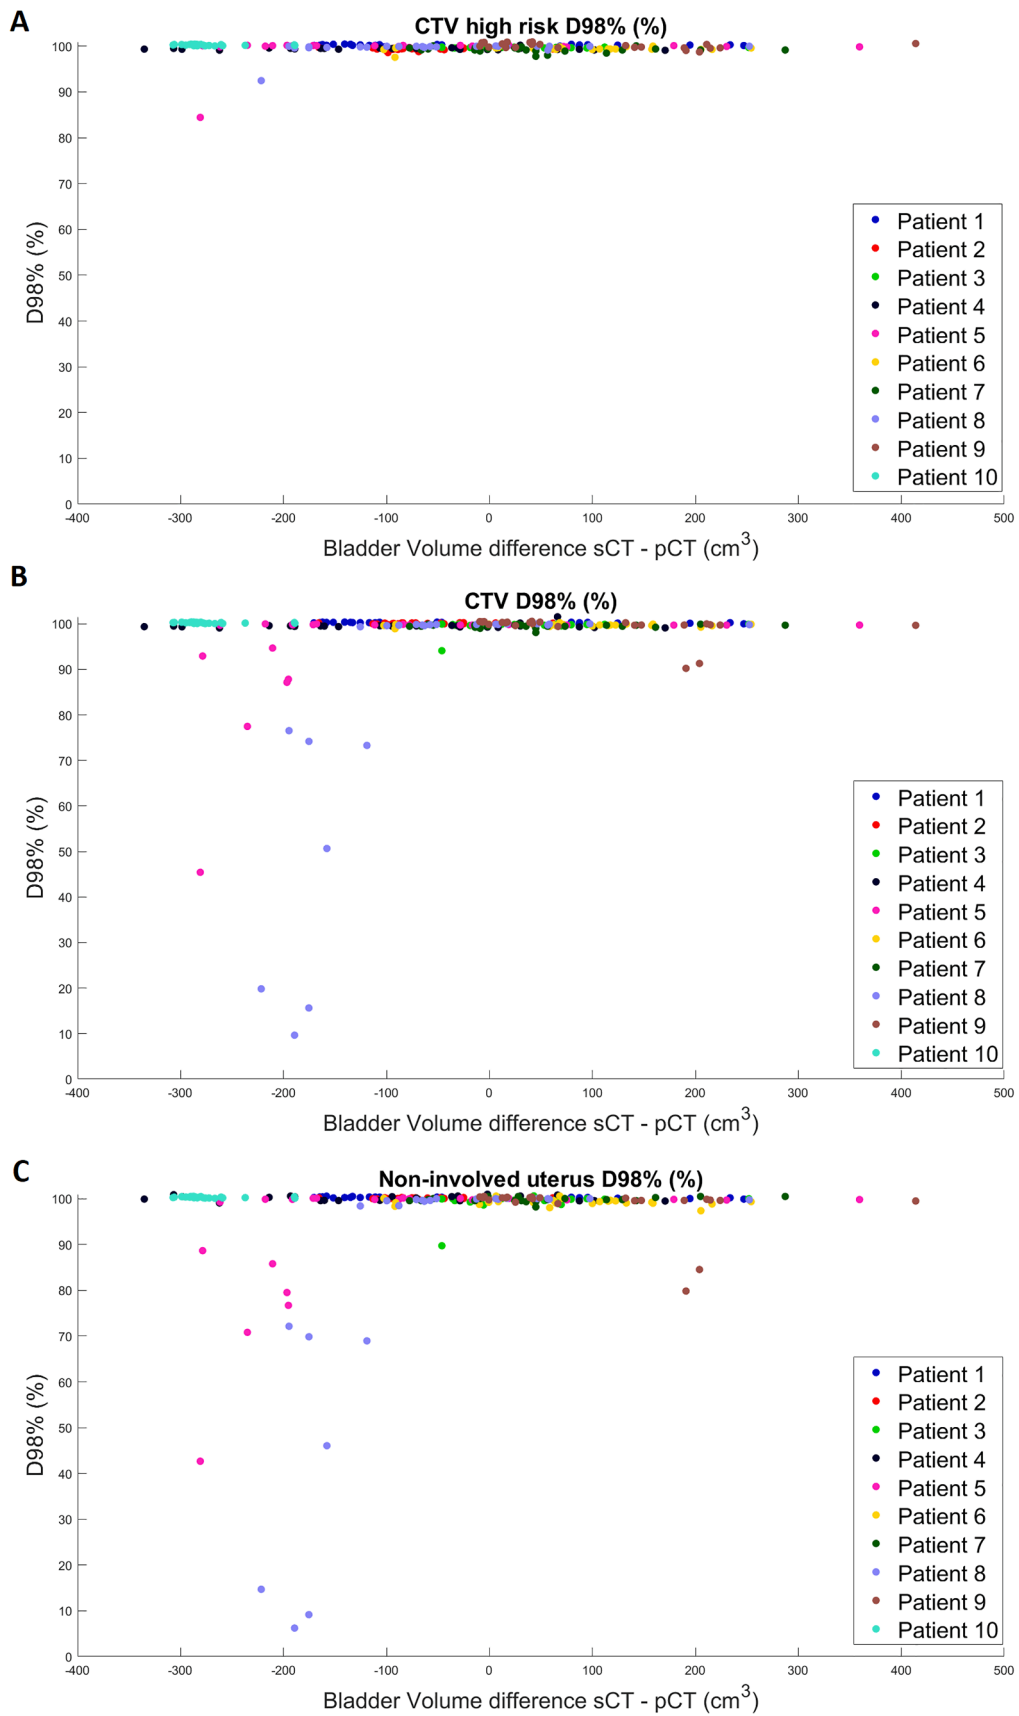 A
CTV high risk D98% (%)
100
90
80
70
60
50
40
30
20
10
0
D98% (%)
Patient 1
Patient 2
Patient 3
Patient 4
Patient 5
Patient 6
Patient 7
Patient 8
Patient 9
Patient 10
-400 -300 -200 -100 0 100 200 300 400 500
Bladder Volume difference sCT - pCT (cm³)
B
CTV D98% (%)
100
90
80
70
60
50
40
30
20
10
0
D98% (%)
Patient 1
Patient 2
Patient 3
Patient 4
Patient 5
Patient 6
Patient 7
Patient 8
Patient 9
Patient 10
-400 -300 -200 -100 0 100 200 300 400 500
Bladder Volume difference sCT - pCT (cm³)
C
Non-involved uterus D98% (%)
100
90
80
70
60
50
40
30
20
10
0
D98% (%)
Patient 1
Patient 2
Patient 3
Patient 4
Patient 5
Patient 6
Patient 7
Patient 8
Patient 9
Patient 10
-400 -300 -200 -100 0 100 200 300 400 500
Bladder Volume difference sCT - pCT (cm³)